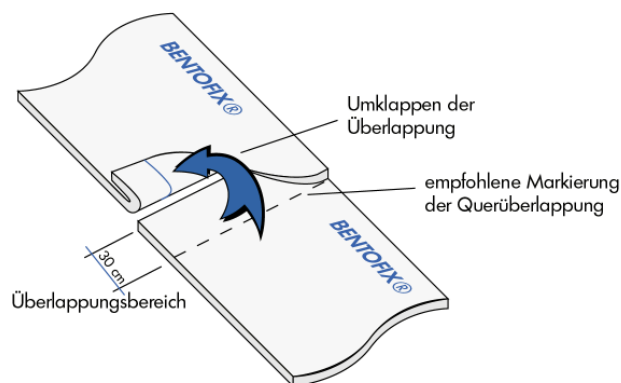 BENTOFIX®
Umklappen der
Überlappung
empfohlene Markierung
der Querüberlappung
BENTOFIX®
30 cm
Überlappungsbereich